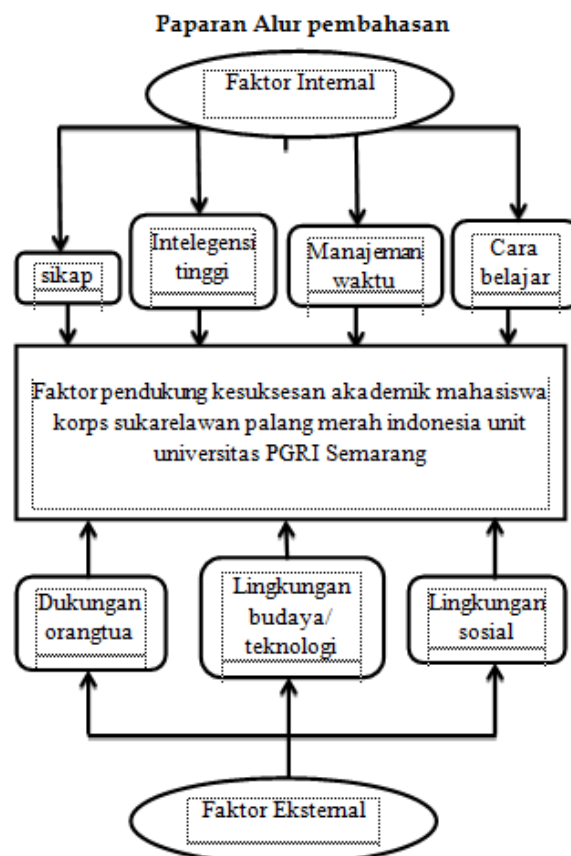 Paparan Alur pembahasan
Faktor Internal
sikap
Intelegensi
tinggi
Manajeman
waktu
Cara
belajar
Faktor pendukung kesuksesan akademik mahasiswa
korps sukarelawan palang merah indonesia unit
universitas PGRI Semarang
Dukungan
orangtua
Lingkungan
budaya/
teknologi
Lingkungan
sosial
Faktor Eksternal